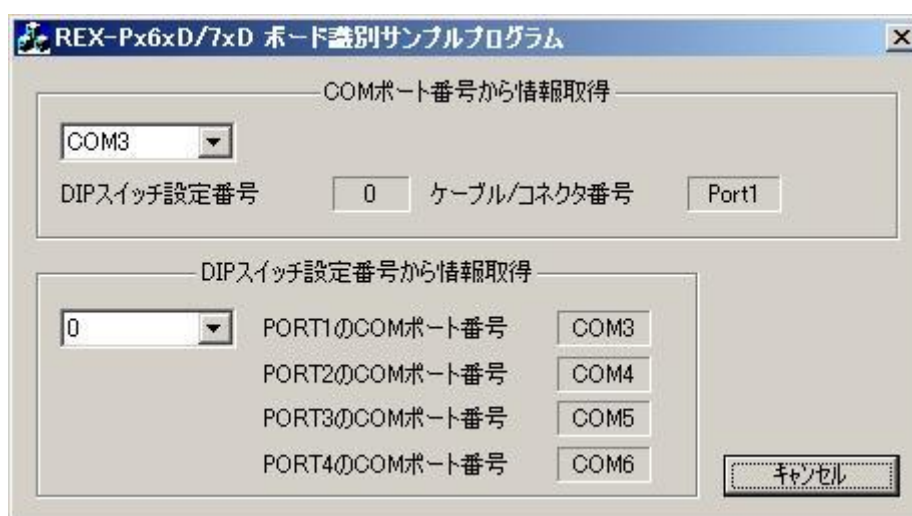 REX-Px6xD/7xD ボード識別サンプルプログラム
COMポート番号から情報取得
COM3
DIPスイッチ設定番号 0 ケーブル/コネクタ番号 Port1
DIPスイッチ設定番号から情報取得
0 PORT1のCOMポート番号 COM3
PORT2のCOMポート番号 COM4
PORT3のCOMポート番号 COM5
PORT4のCOMポート番号 COM6
キャンセル